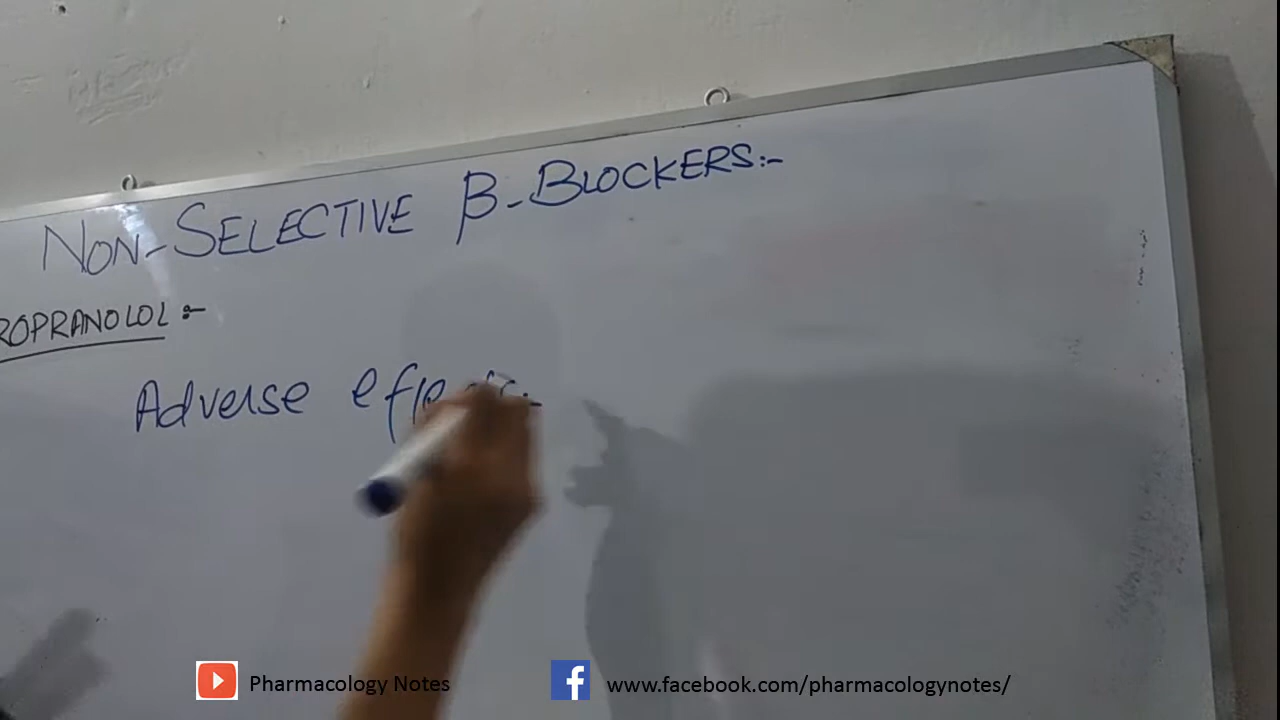 NON-SELECTIVE β-BLOCKERS:-
ROPRANOLOL :-
Adverse
Pharmacology Notes
www.facebook.com/pharmacologynotes/